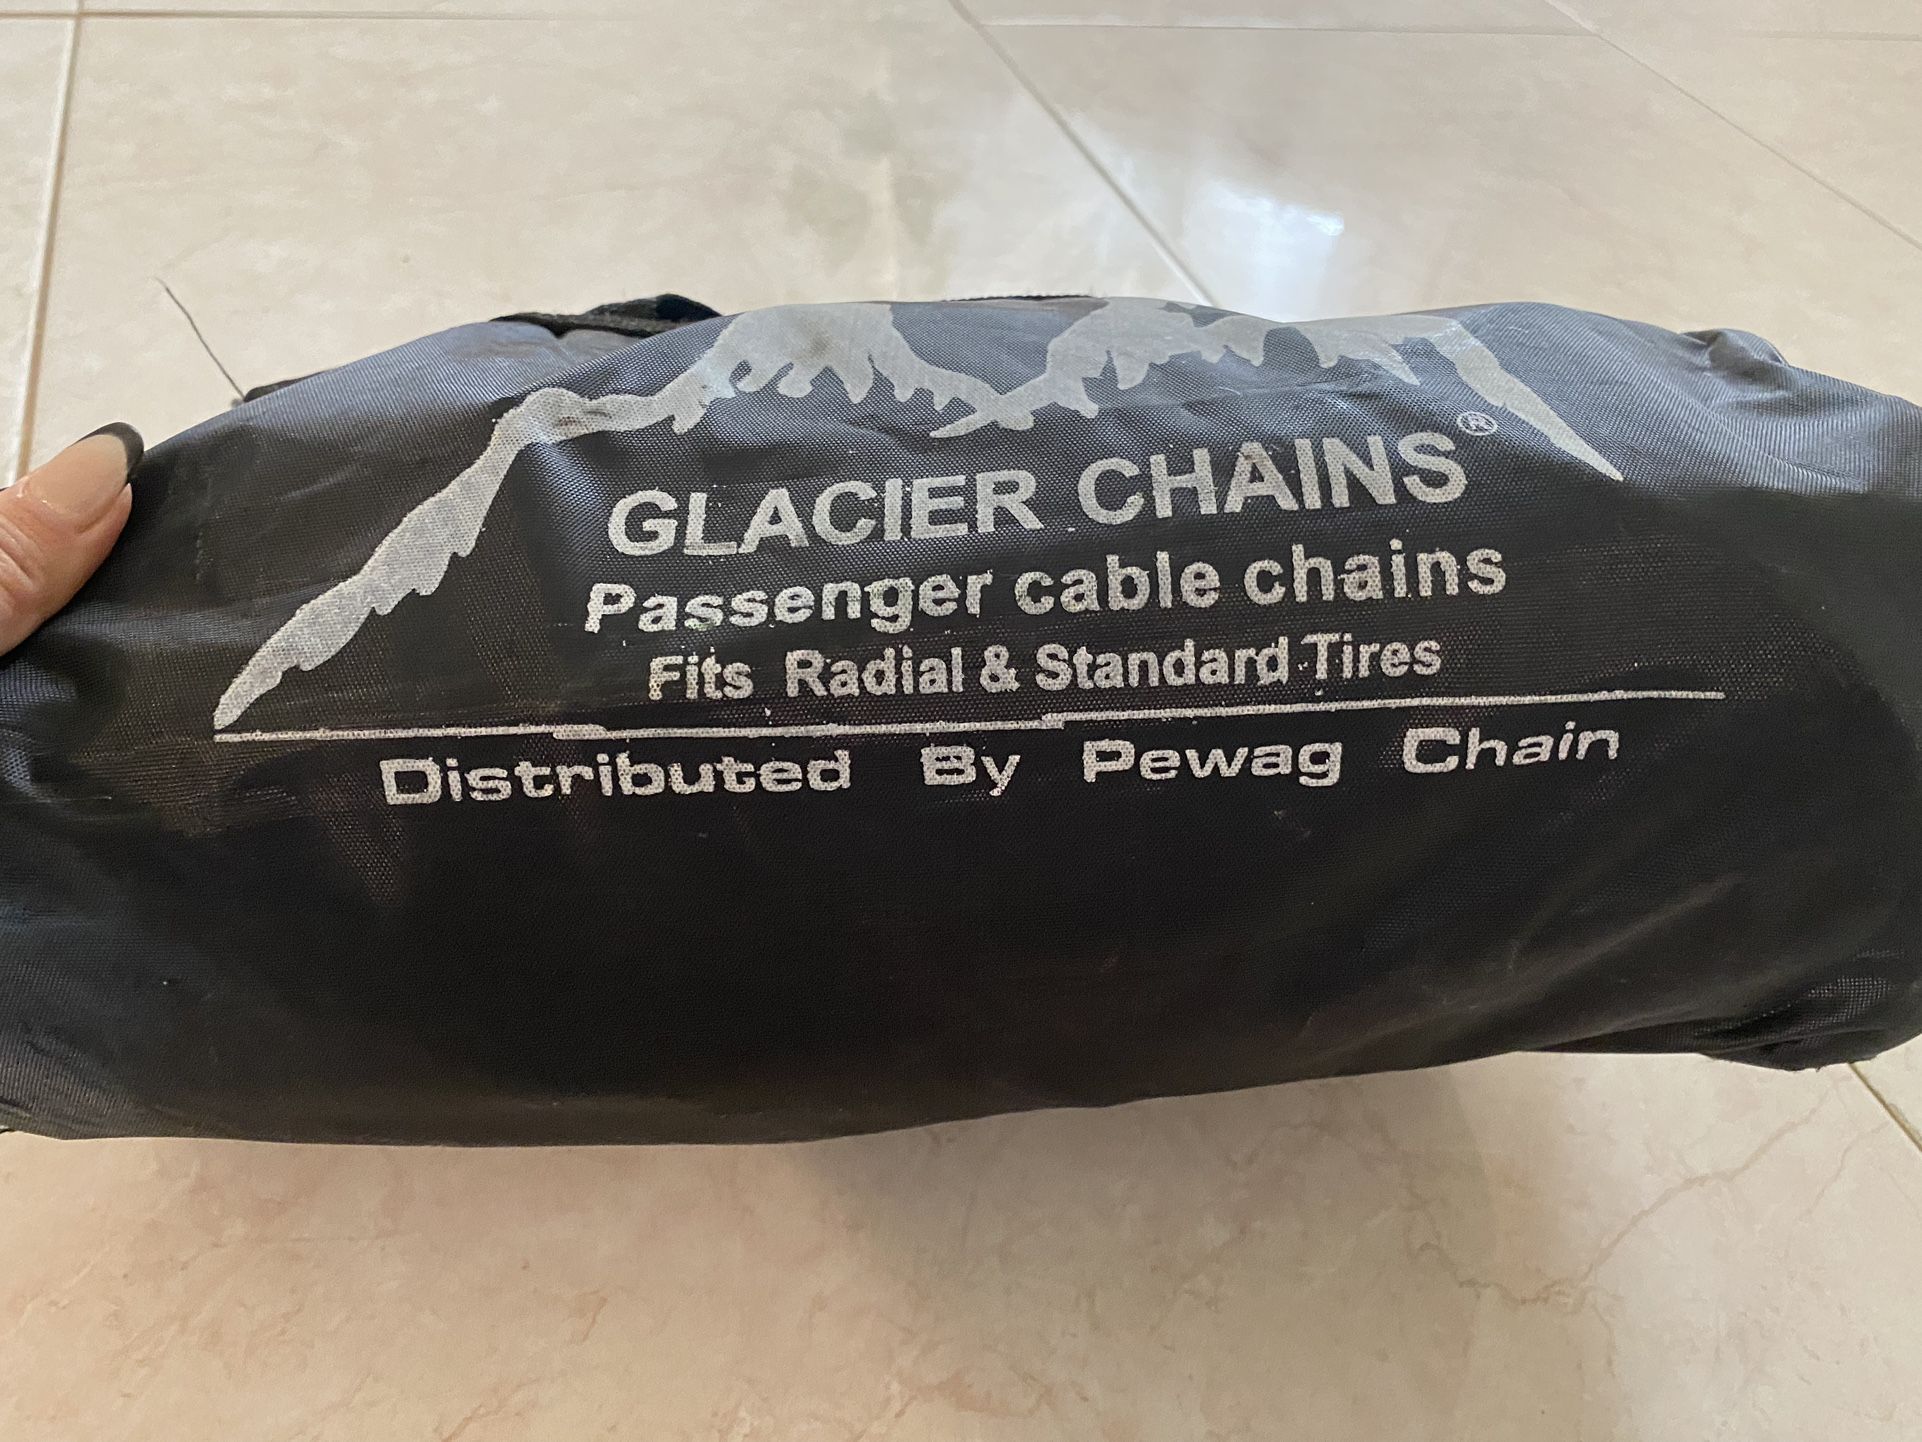 GLACIER CHAINS®
Passenger cable chains
Fits Radial & Standard Tires
Distributed By Pewag Chain